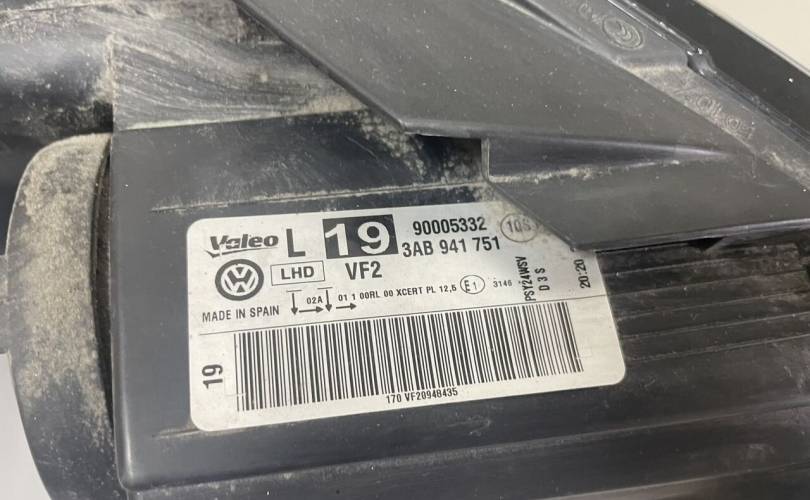 Valeo L 19 90005332 10S
3AB 941 751
LHD VF2
02A 01 1 00RL 00 XCERT PL 12,5 E1 3146
PSY24WSV
D3S
20:20
MADE IN SPAIN
19
170 VF20948435